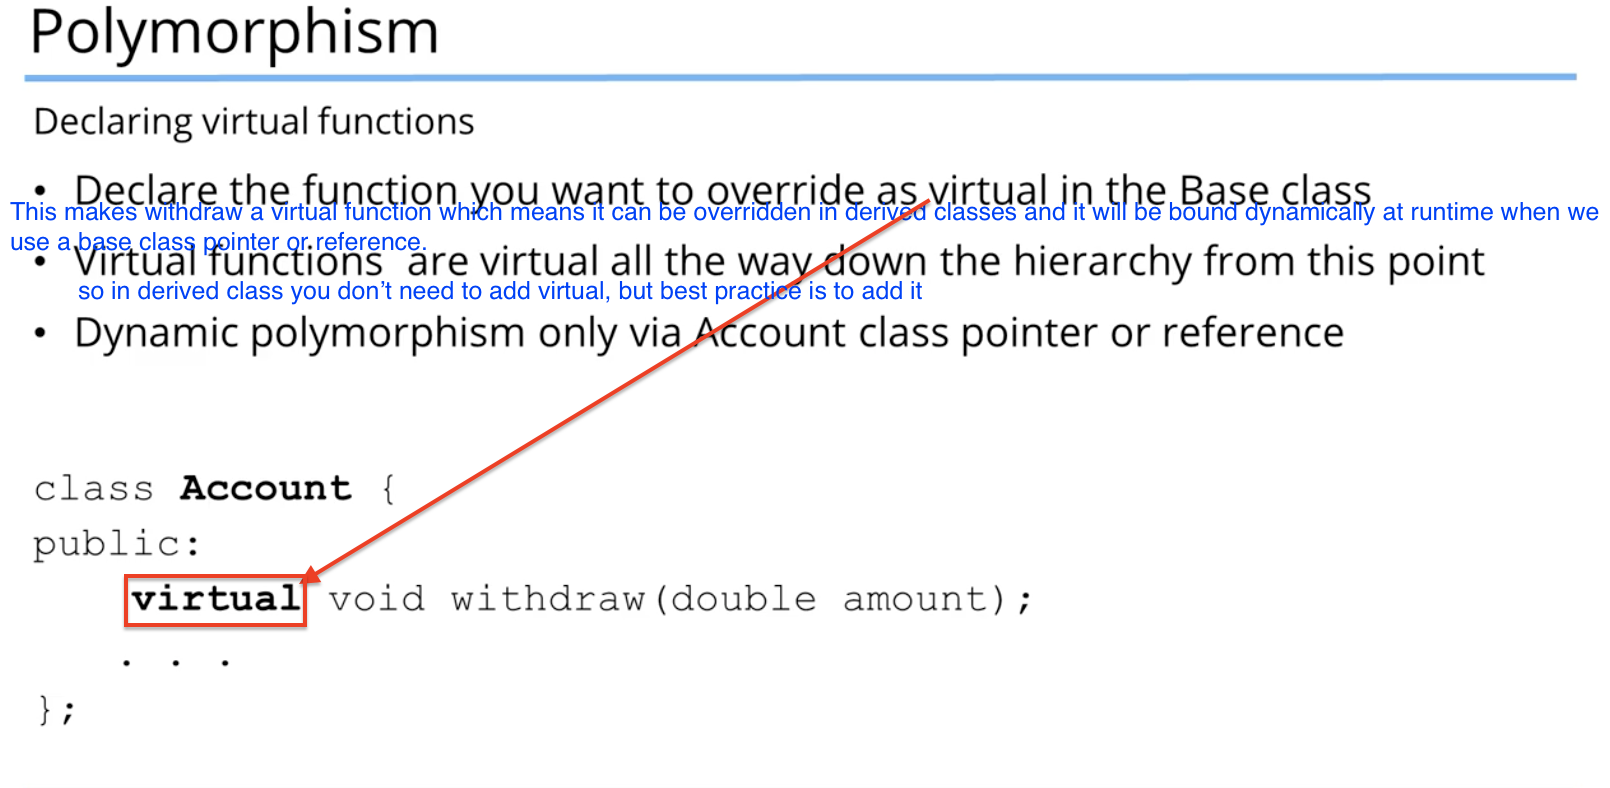 Polymorphism
Declaring virtual functions
• Declare the function you want to override as virtual in the Base class
This makes withdraw a virtual function which means it can be overridden in derived classes and it will be bound dynamically at runtime when we
use a base class pointer or reference.
• Virtual functions are virtual all the way down the hierarchy from this point
so in derived class you don’t need to add virtual, but best practice is to add it
• Dynamic polymorphism only via Account class pointer or reference
class Account {
public:
virtual void withdraw(double amount);
. . .
};